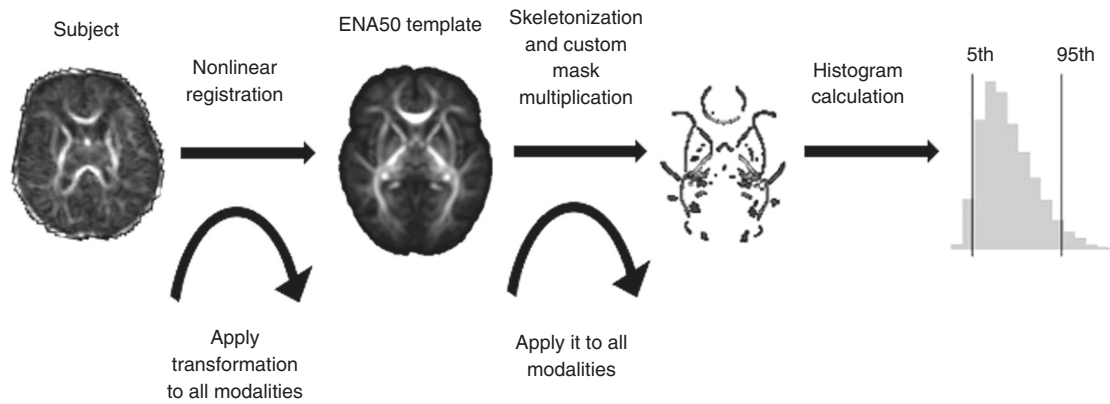 Subject
Nonlinear
registration
ENA50 template
Skeletonization
and custom
mask
multiplication
Histogram
calculation
5th
95th
Apply
transformation
to all modalities
Apply it to all
modalities